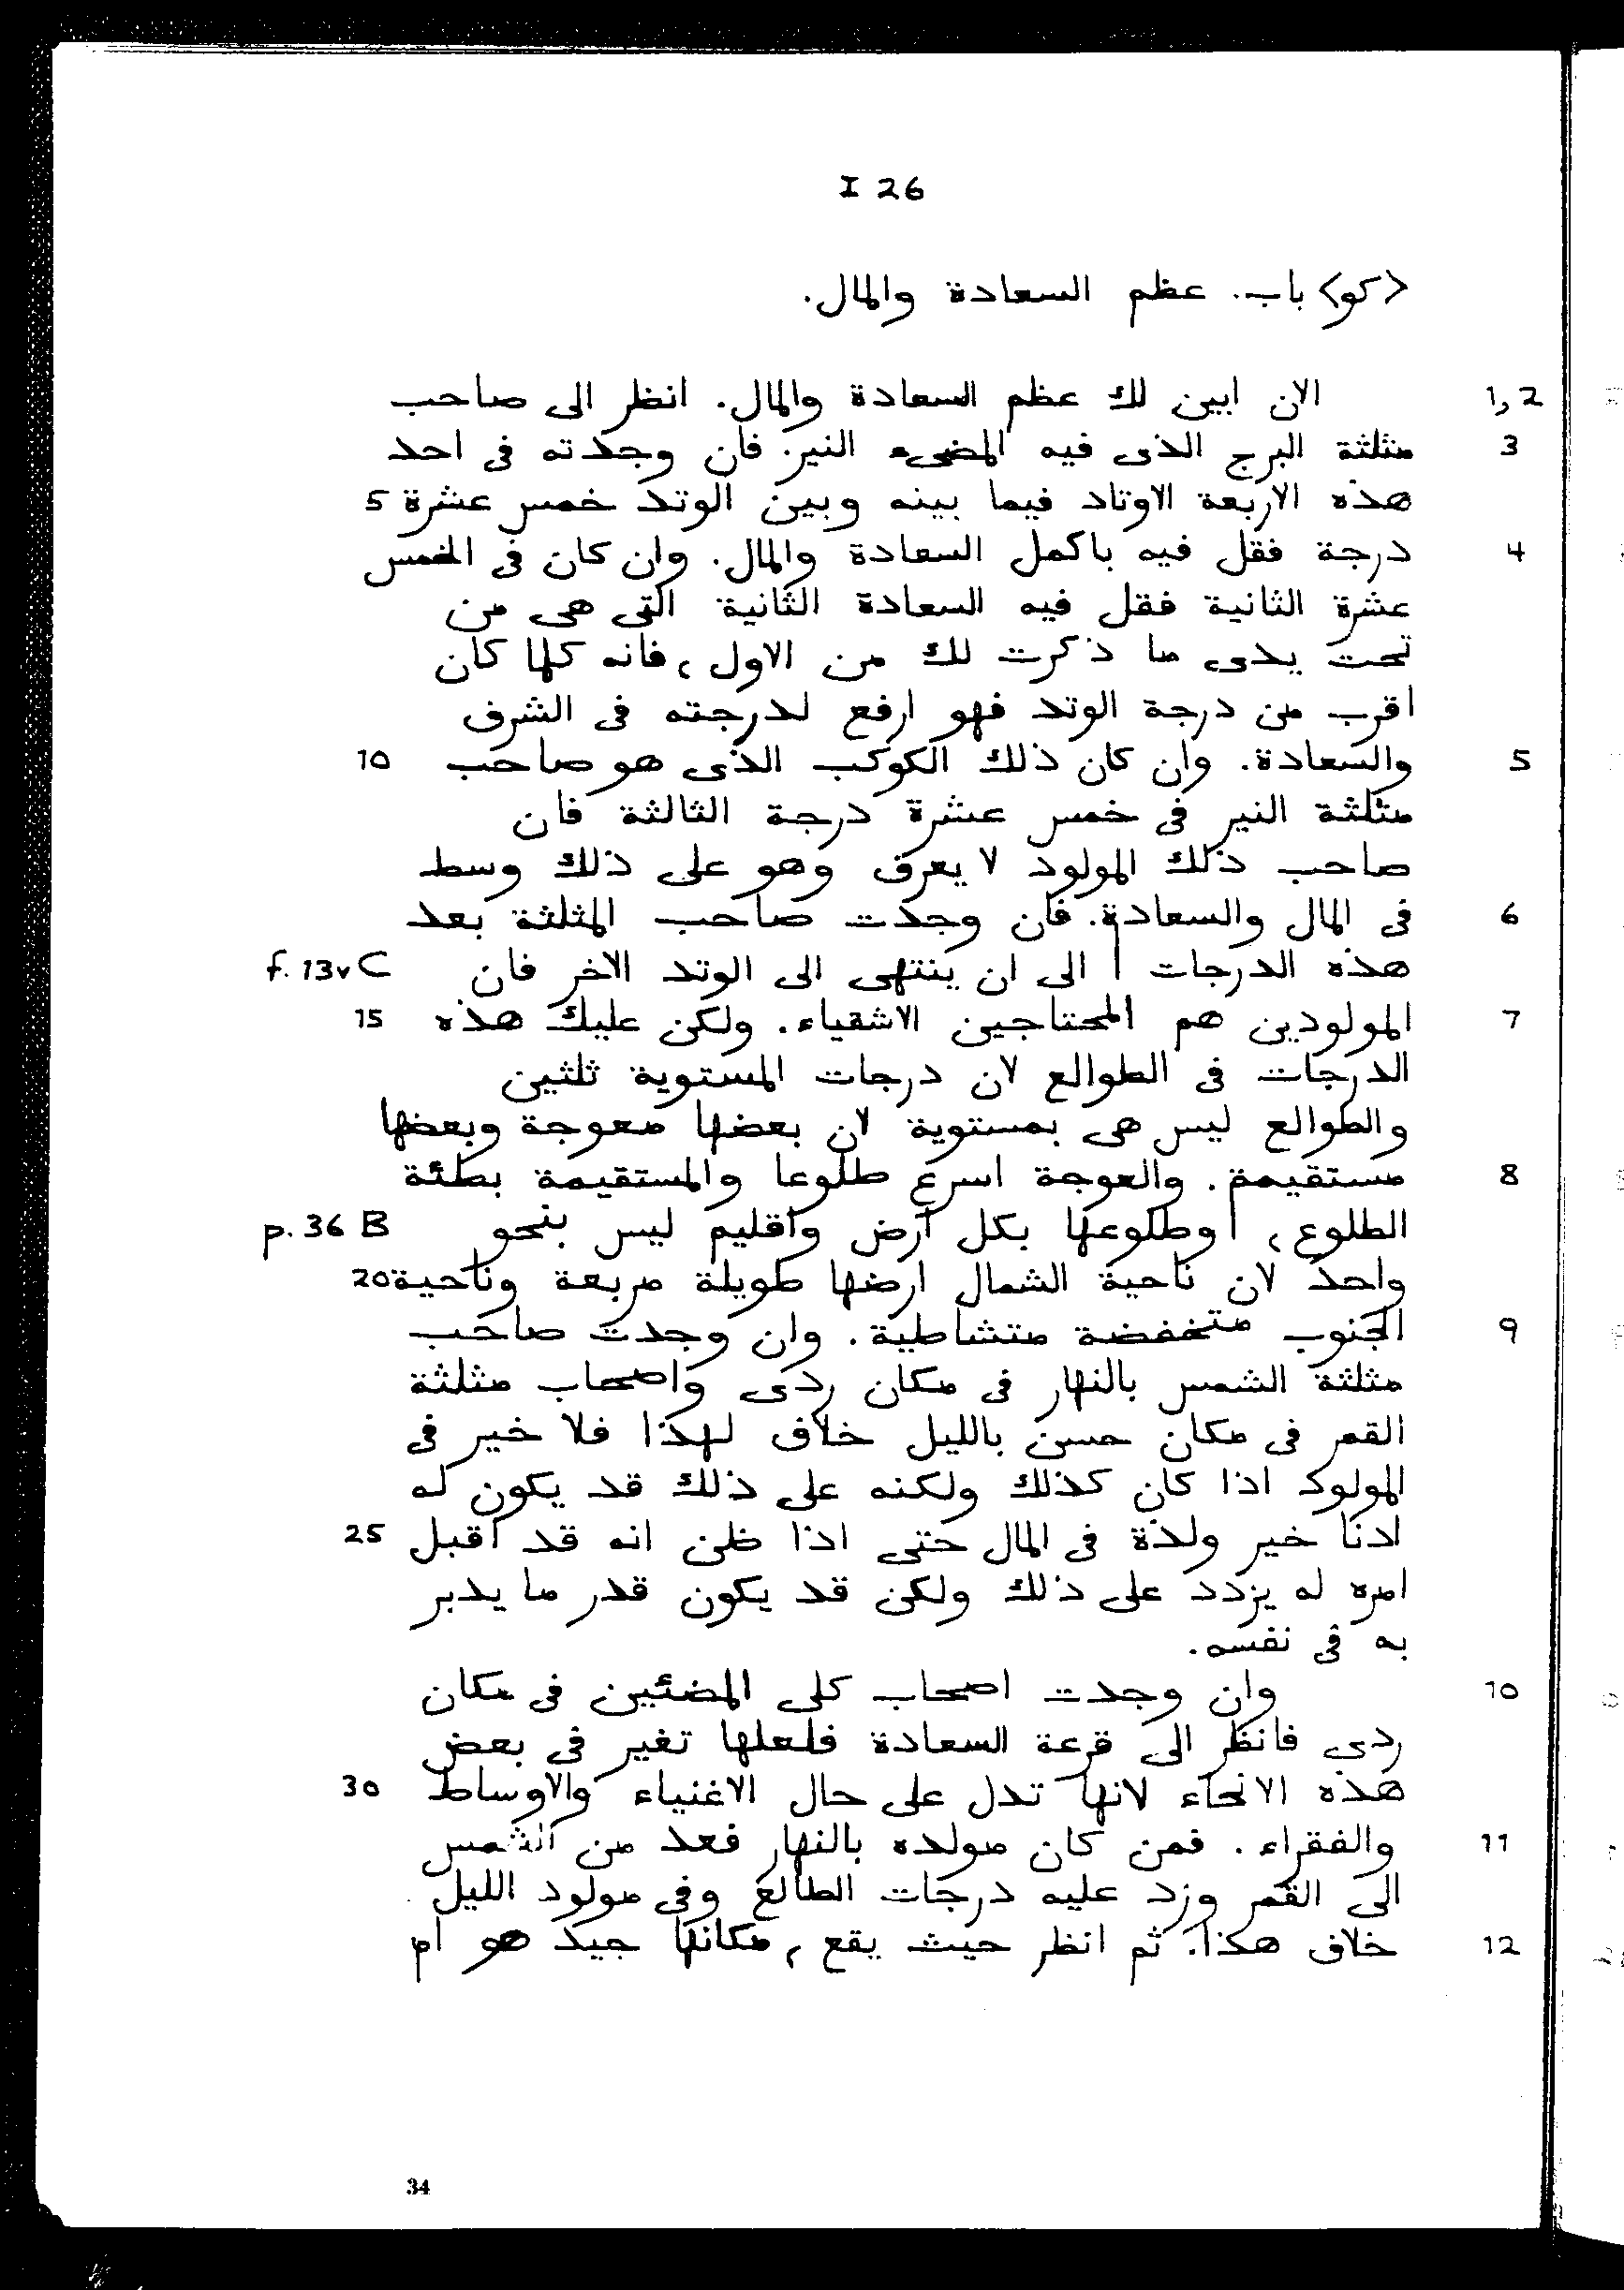 I 26
<كو> باب. عظم السعادة والمال.
1,2 الان ابين لك عظم السعادة والمال. انظر الى صاحب
3 مثلثة البرج الذى فيه المضىء النير. فان وجدته فى احد
هذه الاربعة الاوتاد فيما بينه وبين الوتد خمس عشرة 5
4 درجة فقل فيه باكمل السعادة والمال. وان كان فى الخمس
عشرة الثانية فقل فيه السعادة الثانية التى هى من
تحت يدى ما ذكرت لك من الاول، فانه كلما كان
اقرب من درجة الوتد فهو ارفع لدرجته فى الشرف
5 والسعادة. وان كان ذلك الكوكب الذى هو صاحب 10
مثلثة النير فى خمس عشرة درجة الثالثة فان
صاحب ذلك المولود لا يعرف وهو على ذلك وسط
6 فى المال والسعادة. فان وجدت صاحب المثلثة بعد
هذه الدرجات | الى ان ينتهى الى الوتد الاخر فان f. 13v C
7 المولودين هم المحتاجين الاشقياء. ولكن عليك هذه 15
الدرجات فى الطوالع لان درجات المستوية ثلثين
والطوالع ليس هى بمستوية لان بعضها معوجة وبعضها
8 مستقيمة. والعوجة اسرع طلوعا والمستقيمة بطئة
الطلوع، | وطلوعها بكل ارض واقليم ليس بنحو p. 36 B
واحد لان ناحية الشمال ارضها طويلة مربعة وناحية 20
9 الجنوب متخفضة متشاطية. وان وجدت صاحب
مثلثة الشمس بالنهار فى مكان ردى واصحاب مثلثة
القمر فى مكان حسن بالليل خلاف لهذا فلا خير فى
المولود اذا كان كذلك ولكنه على ذلك قد يكون له
ادنا خير ولذة فى المال حتى اذا ظن انه قد اقبل 25
امره له يزدد على ذلك ولكن قد يكون قدر ما يدبر
به فى نفسه.
10 وان وجدت اصحاب كلى المضئين فى مكان
ردى فانظر الى قرعة السعادة فلعلها تغير فى بعض
هذه الانحاء لانها تدل على حال الاغنياء والاوساط 30
11 والفقراء. فمن كان مولده بالنهار فعد من الشمس
الى القمر وزد عليه درجات الطالع وفى مولود الليل
12 خلاف هكذا. ثم انظر حيث يقع، مكانها جيد هو ام
34